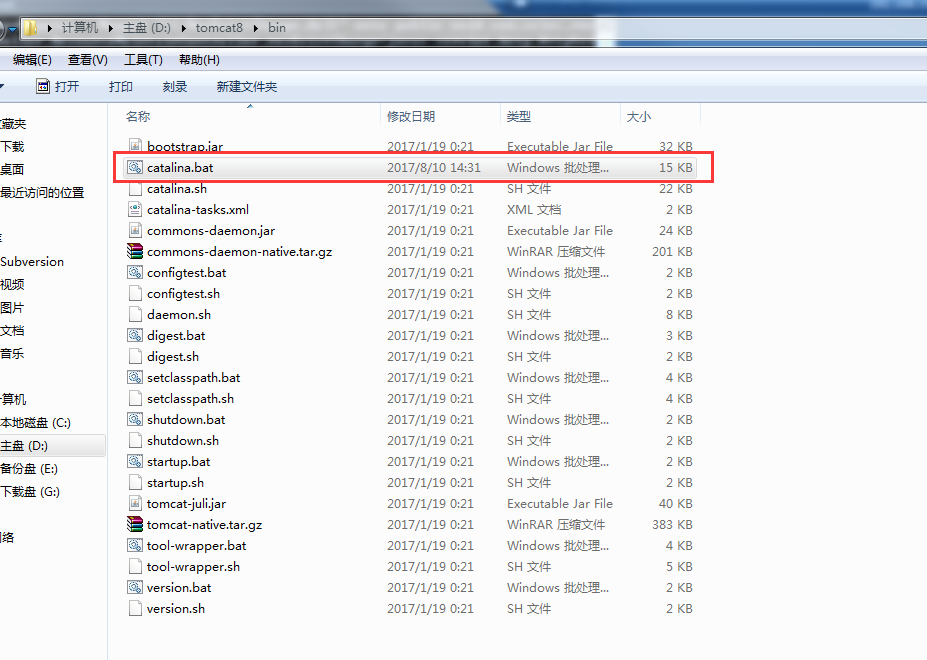 计算机 主盘 (D:) tomcat8 bin
编辑(E) 查看(V) 工具(T) 帮助(H)
打开 打印 刻录 新建文件夹
名称 修改日期 类型 大小
bootstrap.jar 2017/1/19 0:21 Executable Jar File 32 KB
catalina.bat 2017/8/10 14:31 Windows 批处理... 15 KB
catalina.sh 2017/1/19 0:21 SH 文件 22 KB
catalina-tasks.xml 2017/1/19 0:21 XML 文档 2 KB
commons-daemon.jar 2017/1/19 0:21 Executable Jar File 24 KB
commons-daemon-native.tar.gz 2017/1/19 0:21 WinRAR 压缩文件 201 KB
configtest.bat 2017/1/19 0:21 Windows 批处理... 2 KB
configtest.sh 2017/1/19 0:21 SH 文件 2 KB
daemon.sh 2017/1/19 0:21 SH 文件 8 KB
digest.bat 2017/1/19 0:21 Windows 批处理... 3 KB
digest.sh 2017/1/19 0:21 SH 文件 2 KB
setclasspath.bat 2017/1/19 0:21 Windows 批处理... 4 KB
setclasspath.sh 2017/1/19 0:21 SH 文件 4 KB
shutdown.bat 2017/1/19 0:21 Windows 批处理... 2 KB
shutdown.sh 2017/1/19 0:21 SH 文件 2 KB
startup.bat 2017/1/19 0:21 Windows 批处理... 2 KB
startup.sh 2017/1/19 0:21 SH 文件 2 KB
tomcat-juli.jar 2017/1/19 0:21 Executable Jar File 40 KB
tomcat-native.tar.gz 2017/1/19 0:21 WinRAR 压缩文件 383 KB
tool-wrapper.bat 2017/1/19 0:21 Windows 批处理... 4 KB
tool-wrapper.sh 2017/1/19 0:21 SH 文件 5 KB
version.bat 2017/1/19 0:21 Windows 批处理... 2 KB
version.sh 2017/1/19 0:21 SH 文件 2 KB
藏夹
下载
桌面
最近访问的位置
Subversion
视频
图片
文档
音乐
算机
本地磁盘 (C:)
主盘 (D:)
备份盘 (E:)
下载盘 (G:)
络